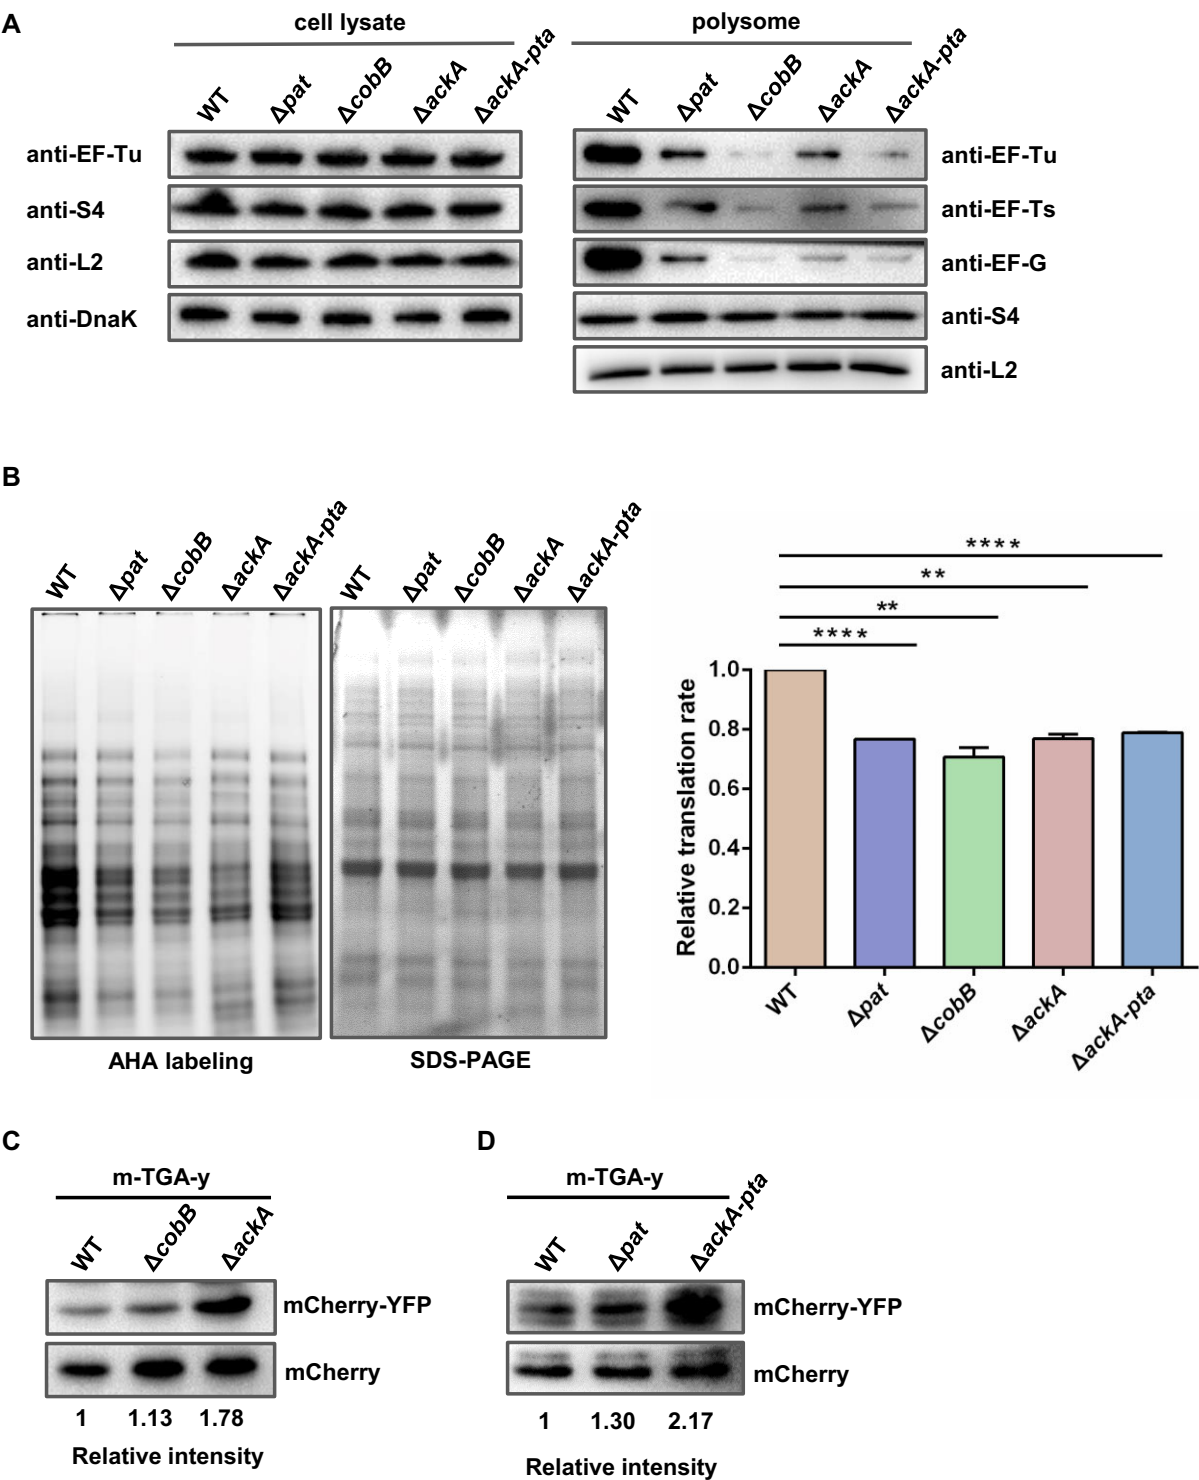 A
cell lysate
polysome
WT
Δpat
ΔcobB
ΔackA
ΔackA-pta
WT
Δpat
ΔcobB
ΔackA
ΔackA-pta
anti-EF-Tu
anti-S4
anti-L2
anti-DnaK
anti-EF-Tu
anti-EF-Ts
anti-EF-G
anti-S4
anti-L2
B
WT
Δpat
ΔcobB
ΔackA
ΔackA-pta
WT
Δpat
ΔcobB
ΔackA
ΔackA-pta
AHA labeling
SDS-PAGE
****
**
**
****
Relative translation rate
1.0
0.8
0.6
0.4
0.2
0.0
WT
Δpat
ΔcobB
ΔackA
ΔackA-pta
C
m-TGA-y
WT
ΔcobB
ΔackA
mCherry-YFP
mCherry
1 1.13 1.78
Relative intensity
D
m-TGA-y
WT
Δpat
ΔackA-pta
mCherry-YFP
mCherry
1 1.30 2.17
Relative intensity